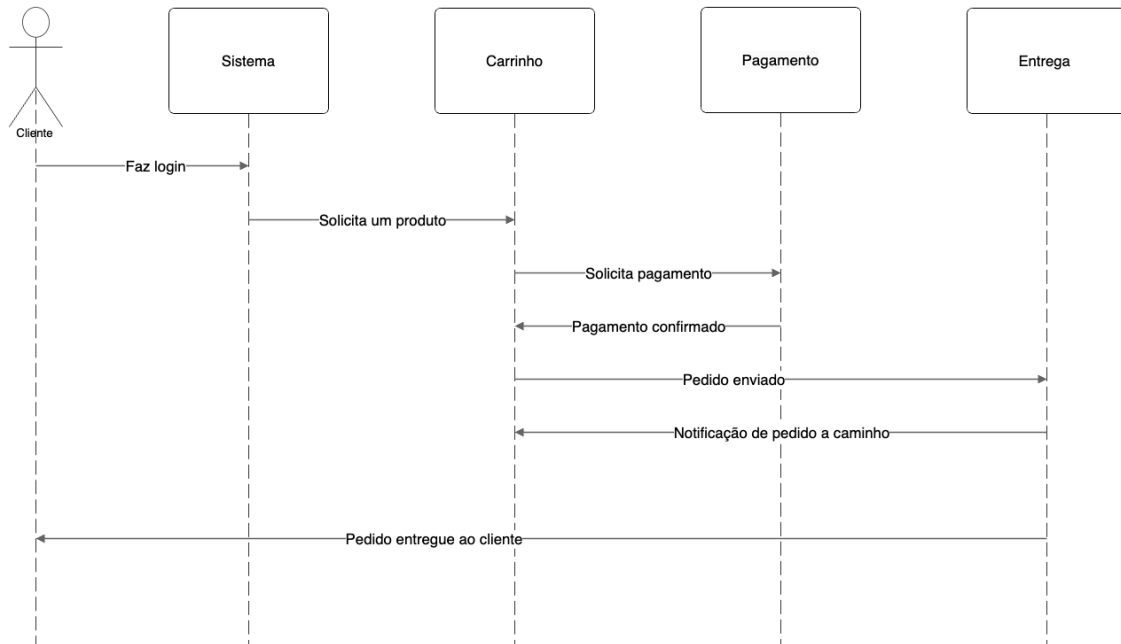 Sistema
Carrinho
Pagamento
Entrega
Cliente
Faz login
Solicita um produto
Solicita pagamento
Pagamento confirmado
Pedido enviado
Notificação de pedido a caminho
Pedido entregue ao cliente